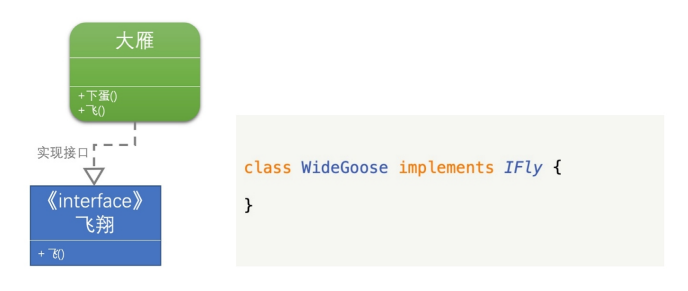 大雁
+下蛋()
+飞()
实现接口
《interface》
飞翔
+ 飞()
class WideGoose implements IFly {
}